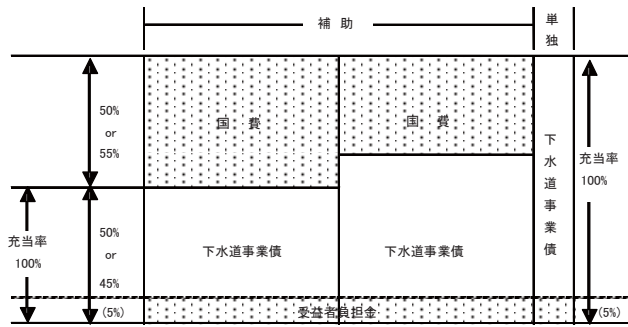 補 助
単独
50%
or
55%
国 費
国 費
下水道事業債
充当率
100%
充当率
100%
50%
or
45%
下水道事業債
下水道事業債
(5%)
受益者負担金
(5%)